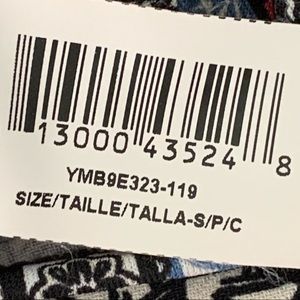 13000 43524 8
YMB9E323-119
SIZE/TAILLE/TALLA-S/P/C